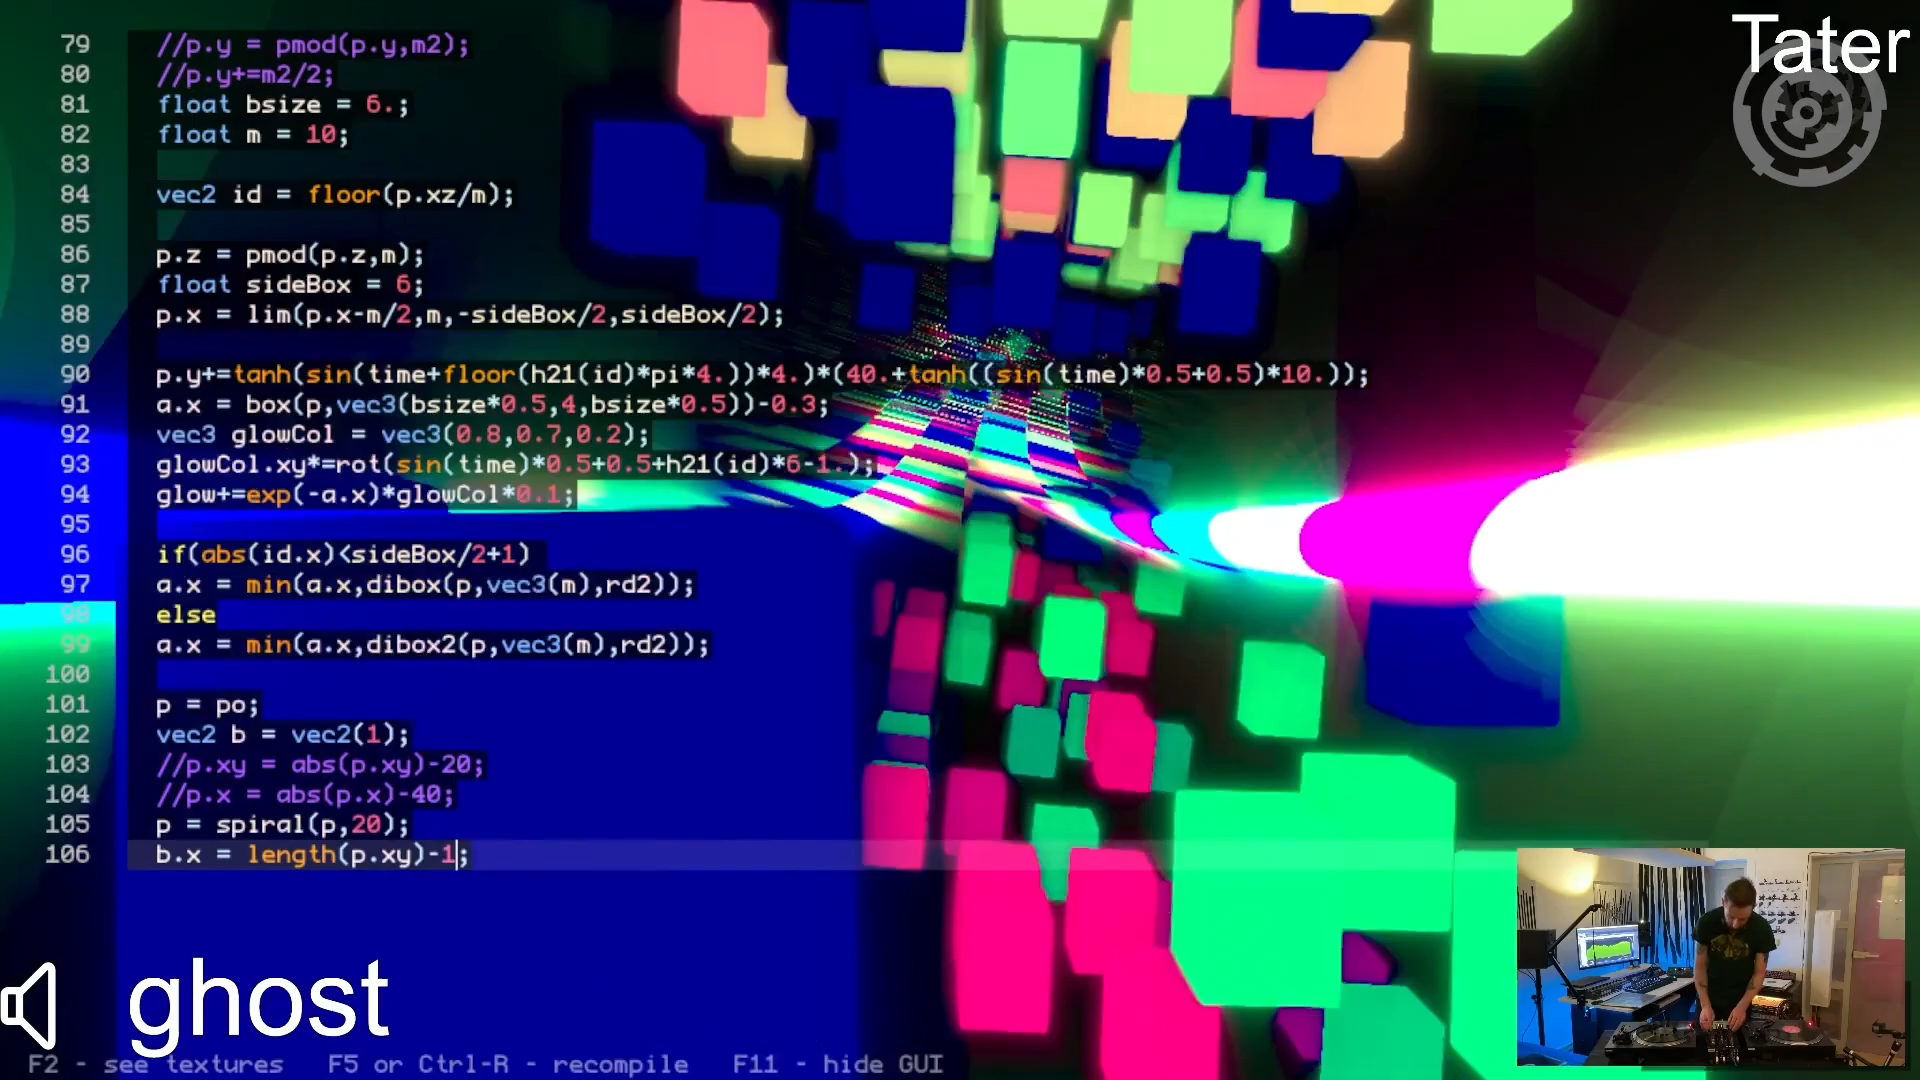 Tater
79 //p.y = pmod(p.y,m2);
80 //p.y+=m2/2;
81 float bsize = 6.;
82 float m = 10;
83
84 vec2 id = floor(p.xz/m);
85
86 p.z = pmod(p.z,m);
87 float sideBox = 6;
88 p.x = lim(p.x-m/2,m,-sideBox/2,sideBox/2);
89
90 p.y+=tanh(sin(time+floor(h21(id)*pi*4.))*4.)*(40.+tanh((sin(time)*0.5+0.5)*10.));
91 a.x = box(p,vec3(bsize*0.5,4,bsize*0.5))-0.3;
92 vec3 glowCol = vec3(0.8,0.7,0.2);
93 glowCol.xy*=rot(sin(time)*0.5+0.5+h21(id)*6-1.);
94 glow+=exp(-a.x)*glowCol*0.1;
95
96 if(abs(id.x)<sideBox/2+1)
97 a.x = min(a.x,dibox(p,vec3(m),rd2));
98 else
99 a.x = min(a.x,dibox2(p,vec3(m),rd2));
100
101 p = po;
102 vec2 b = vec2(1);
103 //p.xy = abs(p.xy)-20;
104 //p.x = abs(p.x)-40;
105 p = spiral(p,20);
106 b.x = length(p.xy)-1;
ghost
F2 - see textures F5 or Ctrl-R - recompile F11 - hide GUI